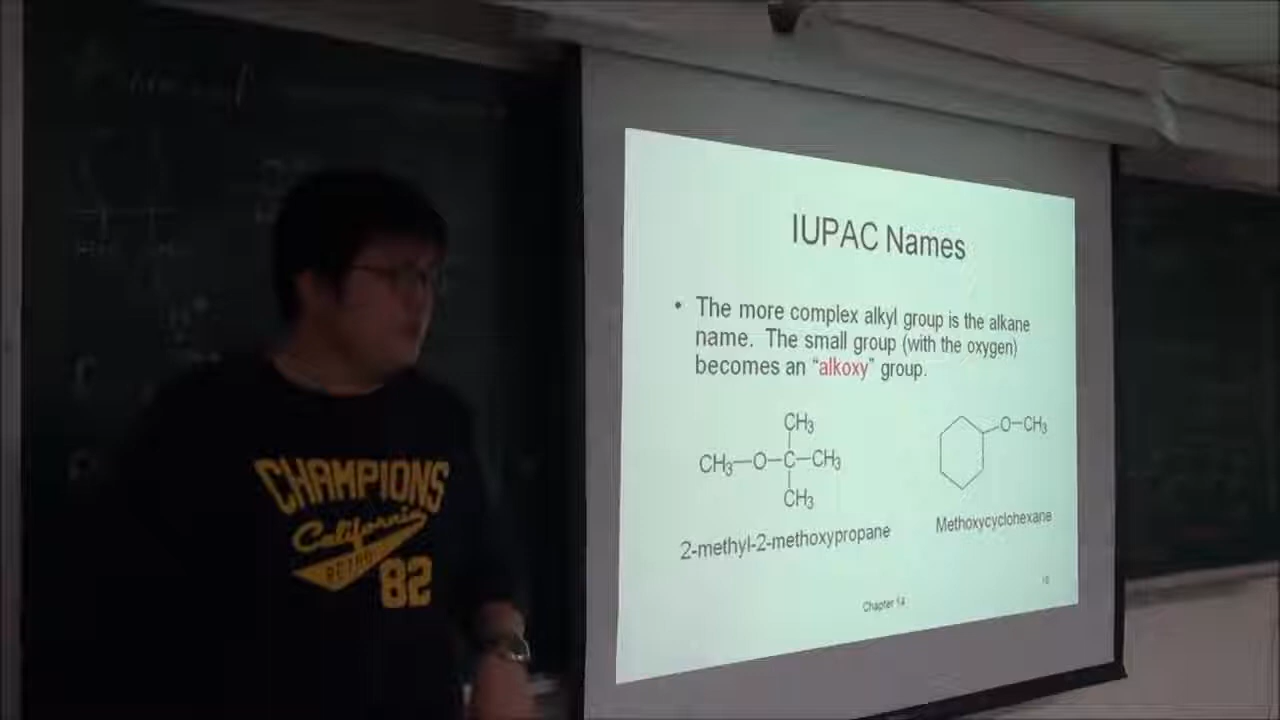 IUPAC Names
• The more complex alkyl group is the alkane
name. The small group (with the oxygen)
becomes an “alkoxy” group.
CH3
CH3—O—C—CH3
CH3
O—CH3
2-methyl-2-methoxypropane
Methoxycyclohexane
Chapter 14
CHAMPIONS
California
RETRO
82